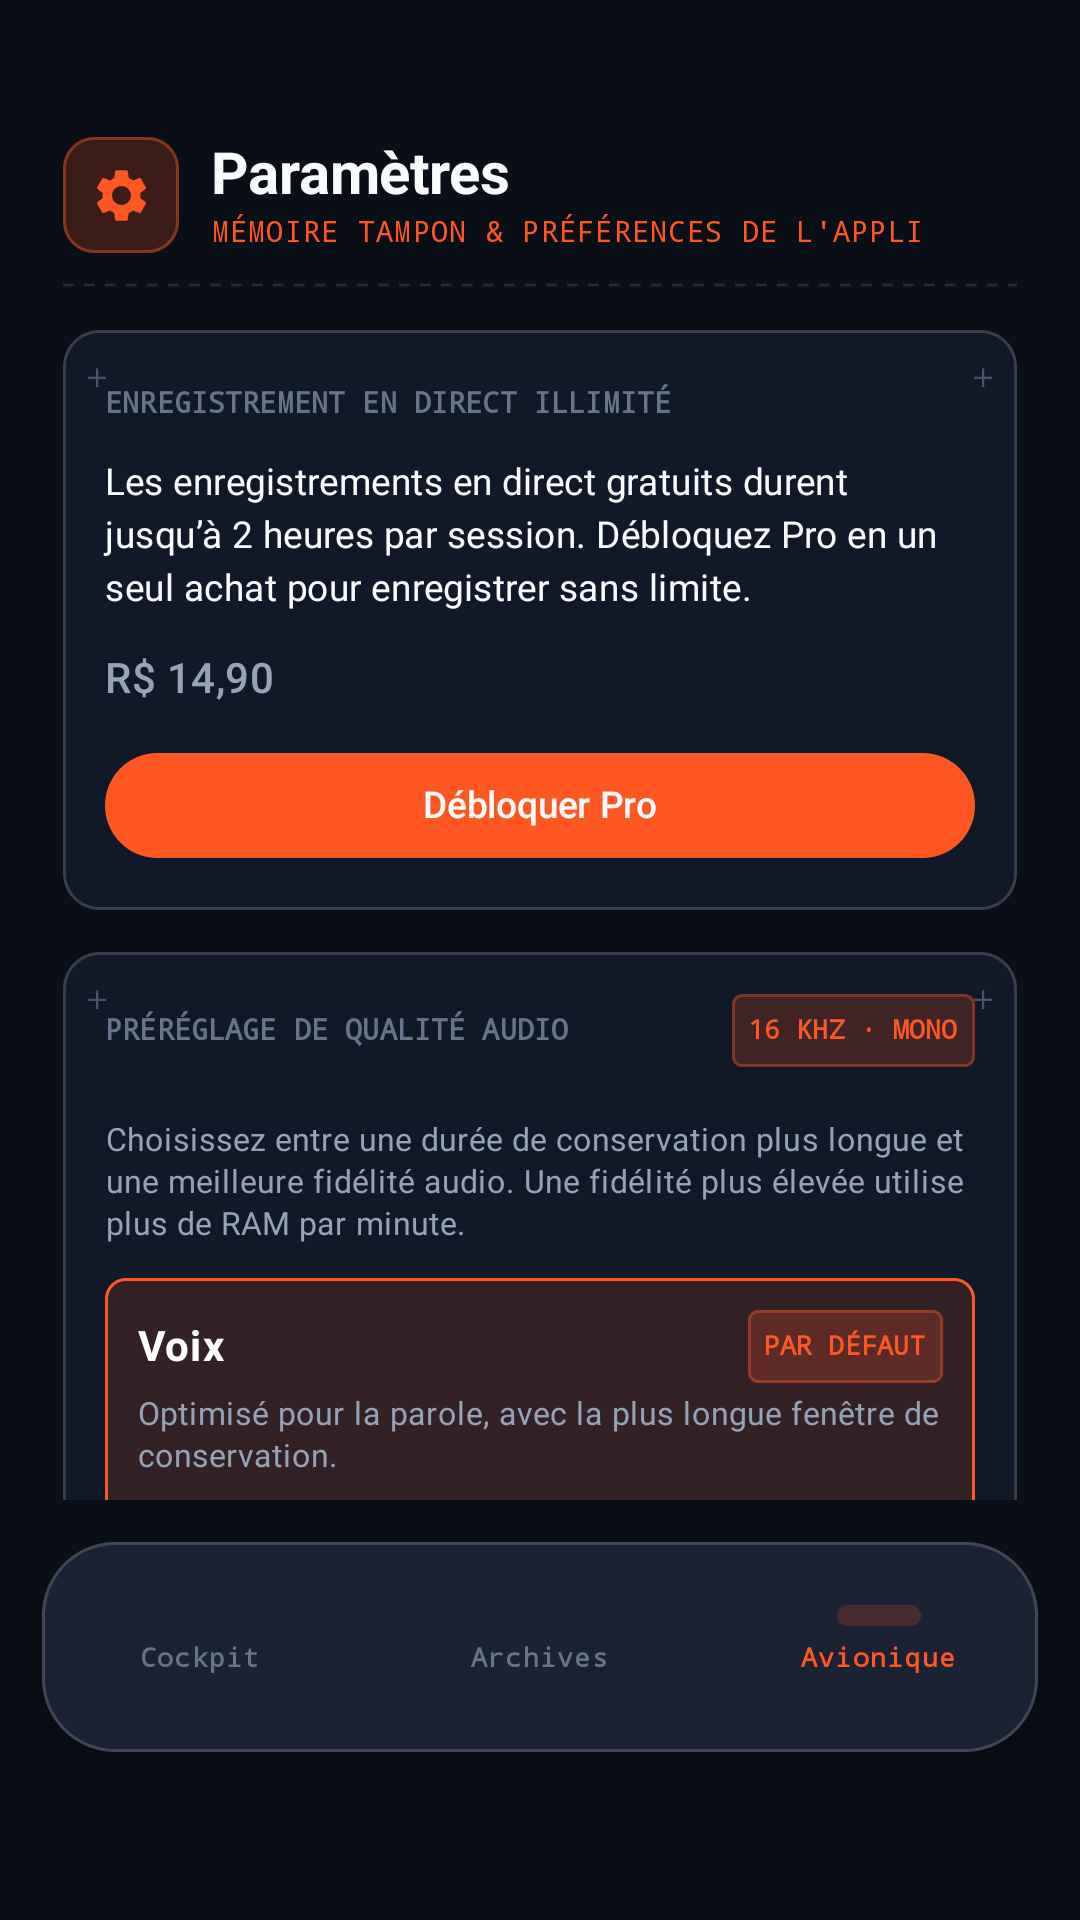 Paramètres
MÉMOIRE TAMPON & PRÉFÉRENCES DE L'APPLI
ENREGISTREMENT EN DIRECT ILLIMITÉ
Les enregistrements en direct gratuits durent
jusqu’à 2 heures par session. Débloquez Pro en un
seul achat pour enregistrer sans limite.
R$ 14,90
Débloquer Pro
PRÉRÉGLAGE DE QUALITÉ AUDIO
16 KHZ · MONO
Choisissez entre une durée de conservation plus longue et
une meilleure fidélité audio. Une fidélité plus élevée utilise
plus de RAM par minute.
Voix
PAR DÉFAUT
Optimisé pour la parole, avec la plus longue fenêtre de
conservation.
Cockpit
Archives
Avionique